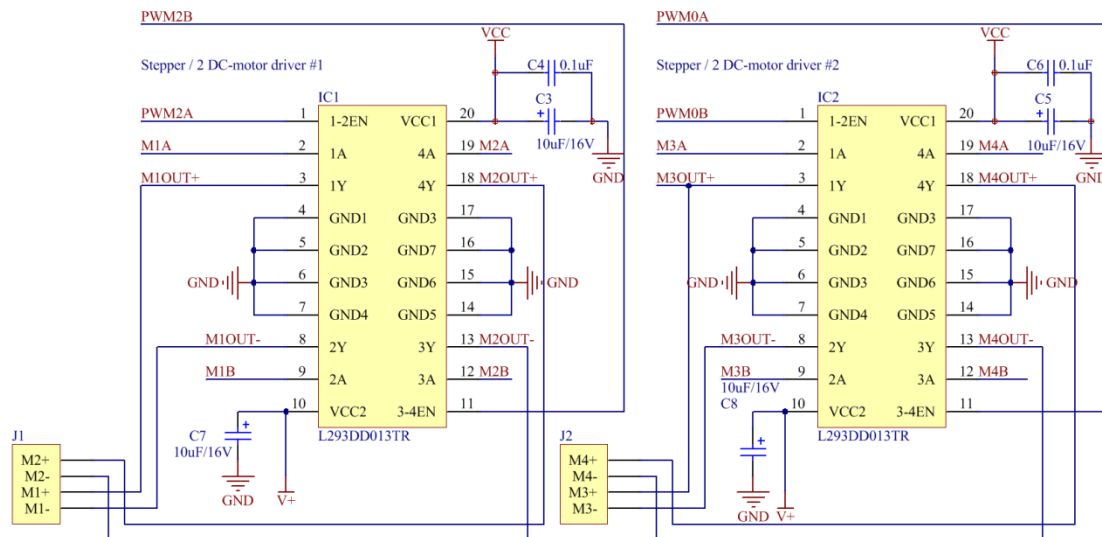 PWM2B
VCC
Stepper / 2 DC-motor driver #1
C4 0.1uF
IC1
C3
10uF/16V
GND
PWM2A 1 1-2EN VCC1 20
M1A 2 1A 4A 19 M2A
M1OUT+ 3 1Y 4Y 18 M2OUT+
4 GND1 GND3 17
5 GND2 GND7 16
GND 6 GND3 GND6 15 GND
7 GND4 GND5 14
M1OUT- 8 2Y 3Y 13 M2OUT-
M1B 9 2A 3A 12 M2B
10 VCC2 3-4EN 11
L293DD013TR
C7
10uF/16V
GND
V+
J1
M2+
M2-
M1+
M1-
PWM0A
VCC
Stepper / 2 DC-motor driver #2
C6 0.1uF
IC2
C5
10uF/16V
GND
PWM0B 1 1-2EN VCC1 20
M3A 2 1A 4A 19 M4A
M3OUT+ 3 1Y 4Y 18 M4OUT+
4 GND1 GND3 17
5 GND2 GND7 16
GND 6 GND3 GND6 15 GND
7 GND4 GND5 14
M3OUT- 8 2Y 3Y 13 M4OUT-
M3B 9 2A 3A 12 M4B
10uF/16V
C8
10 VCC2 3-4EN 11
L293DD013TR
GND
V+
J2
M4+
M4-
M3+
M3-